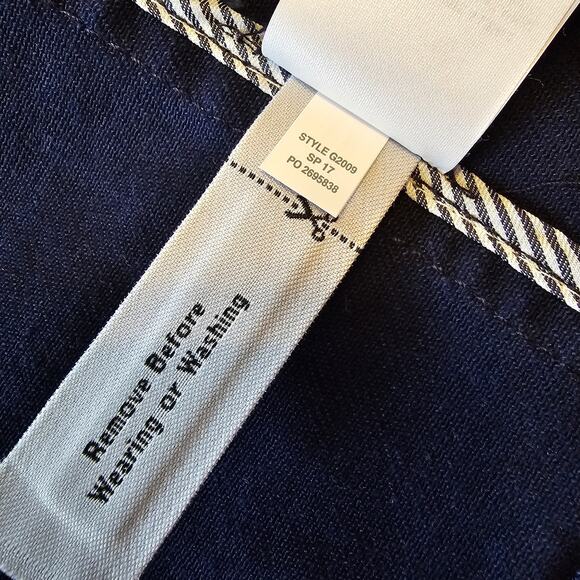 STYLE G2009
SP 17
PO 2695838
Remove Before
Wearing or Washing